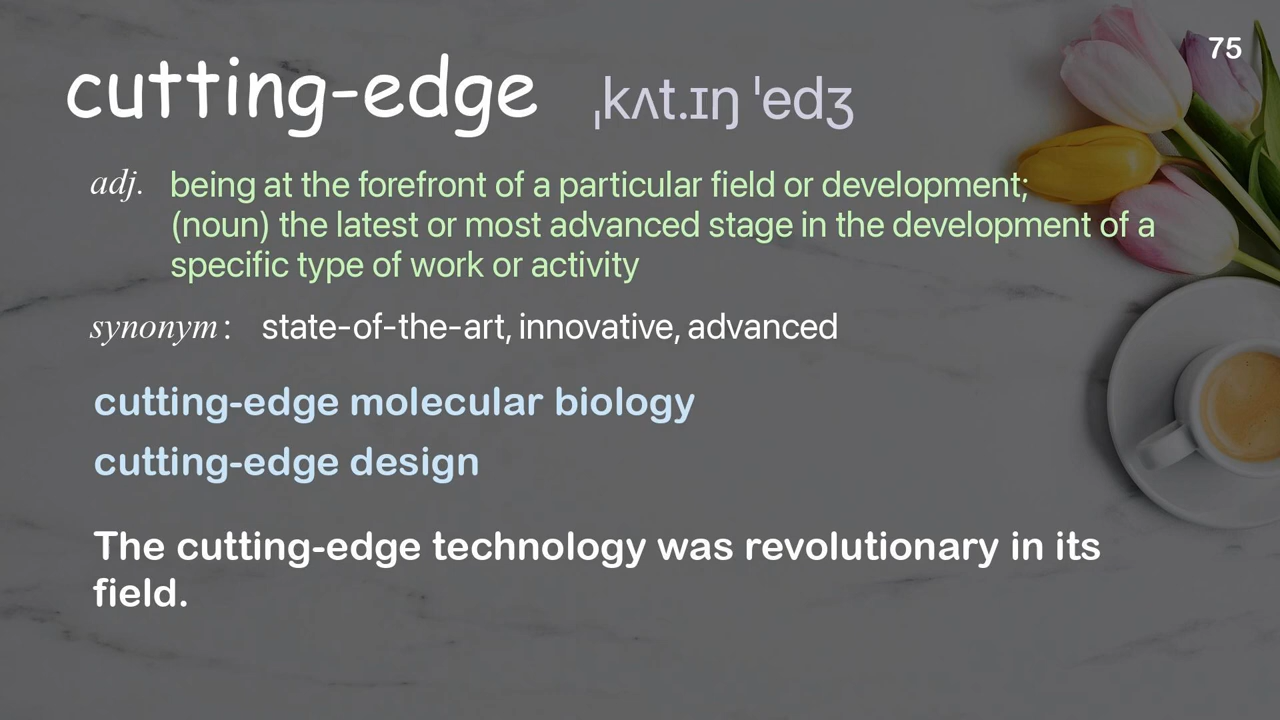 75
cutting-edge ˌkʌt.ɪŋ ˈedʒ
adj. being at the forefront of a particular field or development;
(noun) the latest or most advanced stage in the development of a
specific type of work or activity
synonym: state-of-the-art, innovative, advanced
cutting-edge molecular biology
cutting-edge design
The cutting-edge technology was revolutionary in its
field.